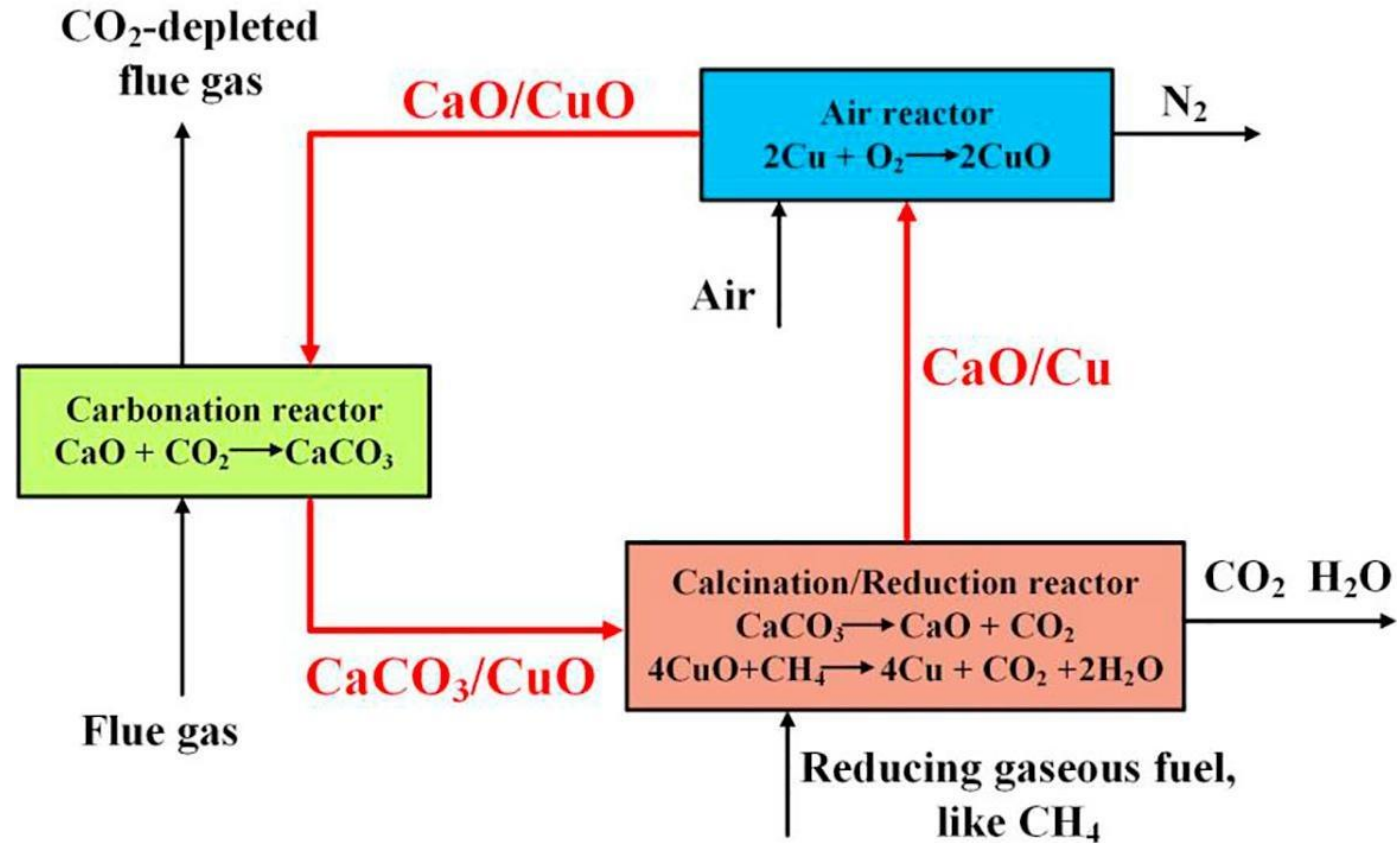 CO₂-depleted
flue gas
CaO/CuO
Air reactor
2Cu + O₂→2CuO
N₂
Air
CaO/Cu
Carbonation reactor
CaO + CO₂→CaCO₃
Calcination/Reduction reactor
CaCO₃→CaO + CO₂
4CuO+CH₄→4Cu + CO₂ +2H₂O
CO₂ H₂O
CaCO₃/CuO
Flue gas
Reducing gaseous fuel,
like CH₄